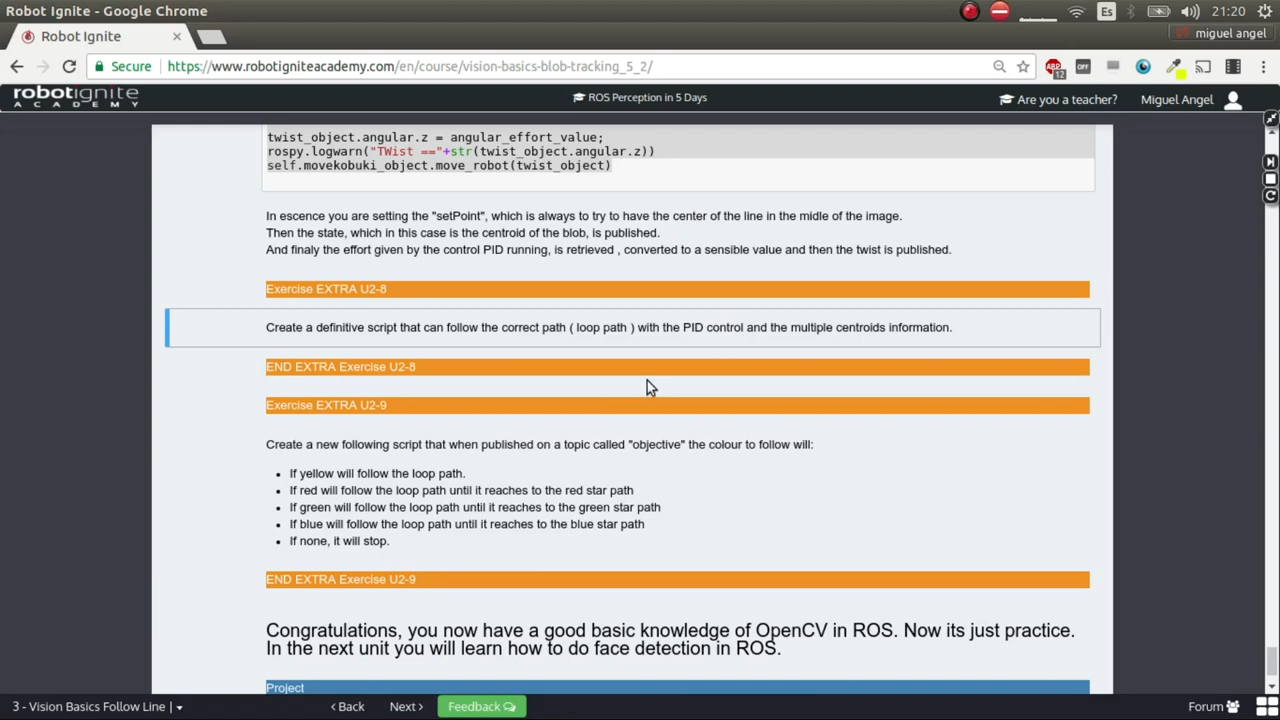 Robot Ignite - Google Chrome
Es
21:20
Robot Ignite
miguel angel
Secure
https://www.robotigniteacademy.com/en/course/vision-basics-blob-tracking_5_2/
ABP
12
OFF
robotignite
ACADEMY
ROS Perception in 5 Days
Are you a teacher?
Miguel Angel
twist_object.angular.z = angular_effort_value;
rospy.logwarn("TWist =="+str(twist_object.angular.z))
self.movekobuki_object.move_robot(twist_object)
In escence you are setting the "setPoint", which is always to try to have the center of the line in the midle of the image.
Then the state, which in this case is the centroid of the blob, is published.
And finaly the effort given by the control PID running, is retrieved , converted to a sensible value and then the twist is published.
Exercise EXTRA U2-8
Create a definitive script that can follow the correct path ( loop path ) with the PID control and the multiple centroids information.
END EXTRA Exercise U2-8
Exercise EXTRA U2-9
Create a new following script that when published on a topic called "objective" the colour to follow will:
• If yellow will follow the loop path.
• If red will follow the loop path until it reaches to the red star path
• If green will follow the loop path until it reaches to the green star path
• If blue will follow the loop path until it reaches to the blue star path
• If none, it will stop.
END EXTRA Exercise U2-9
Congratulations, you now have a good basic knowledge of OpenCV in ROS. Now its just practice.
In the next unit you will learn how to do face detection in ROS.
Project
3 - Vision Basics Follow Line |
Back
Next
Feedback
Forum